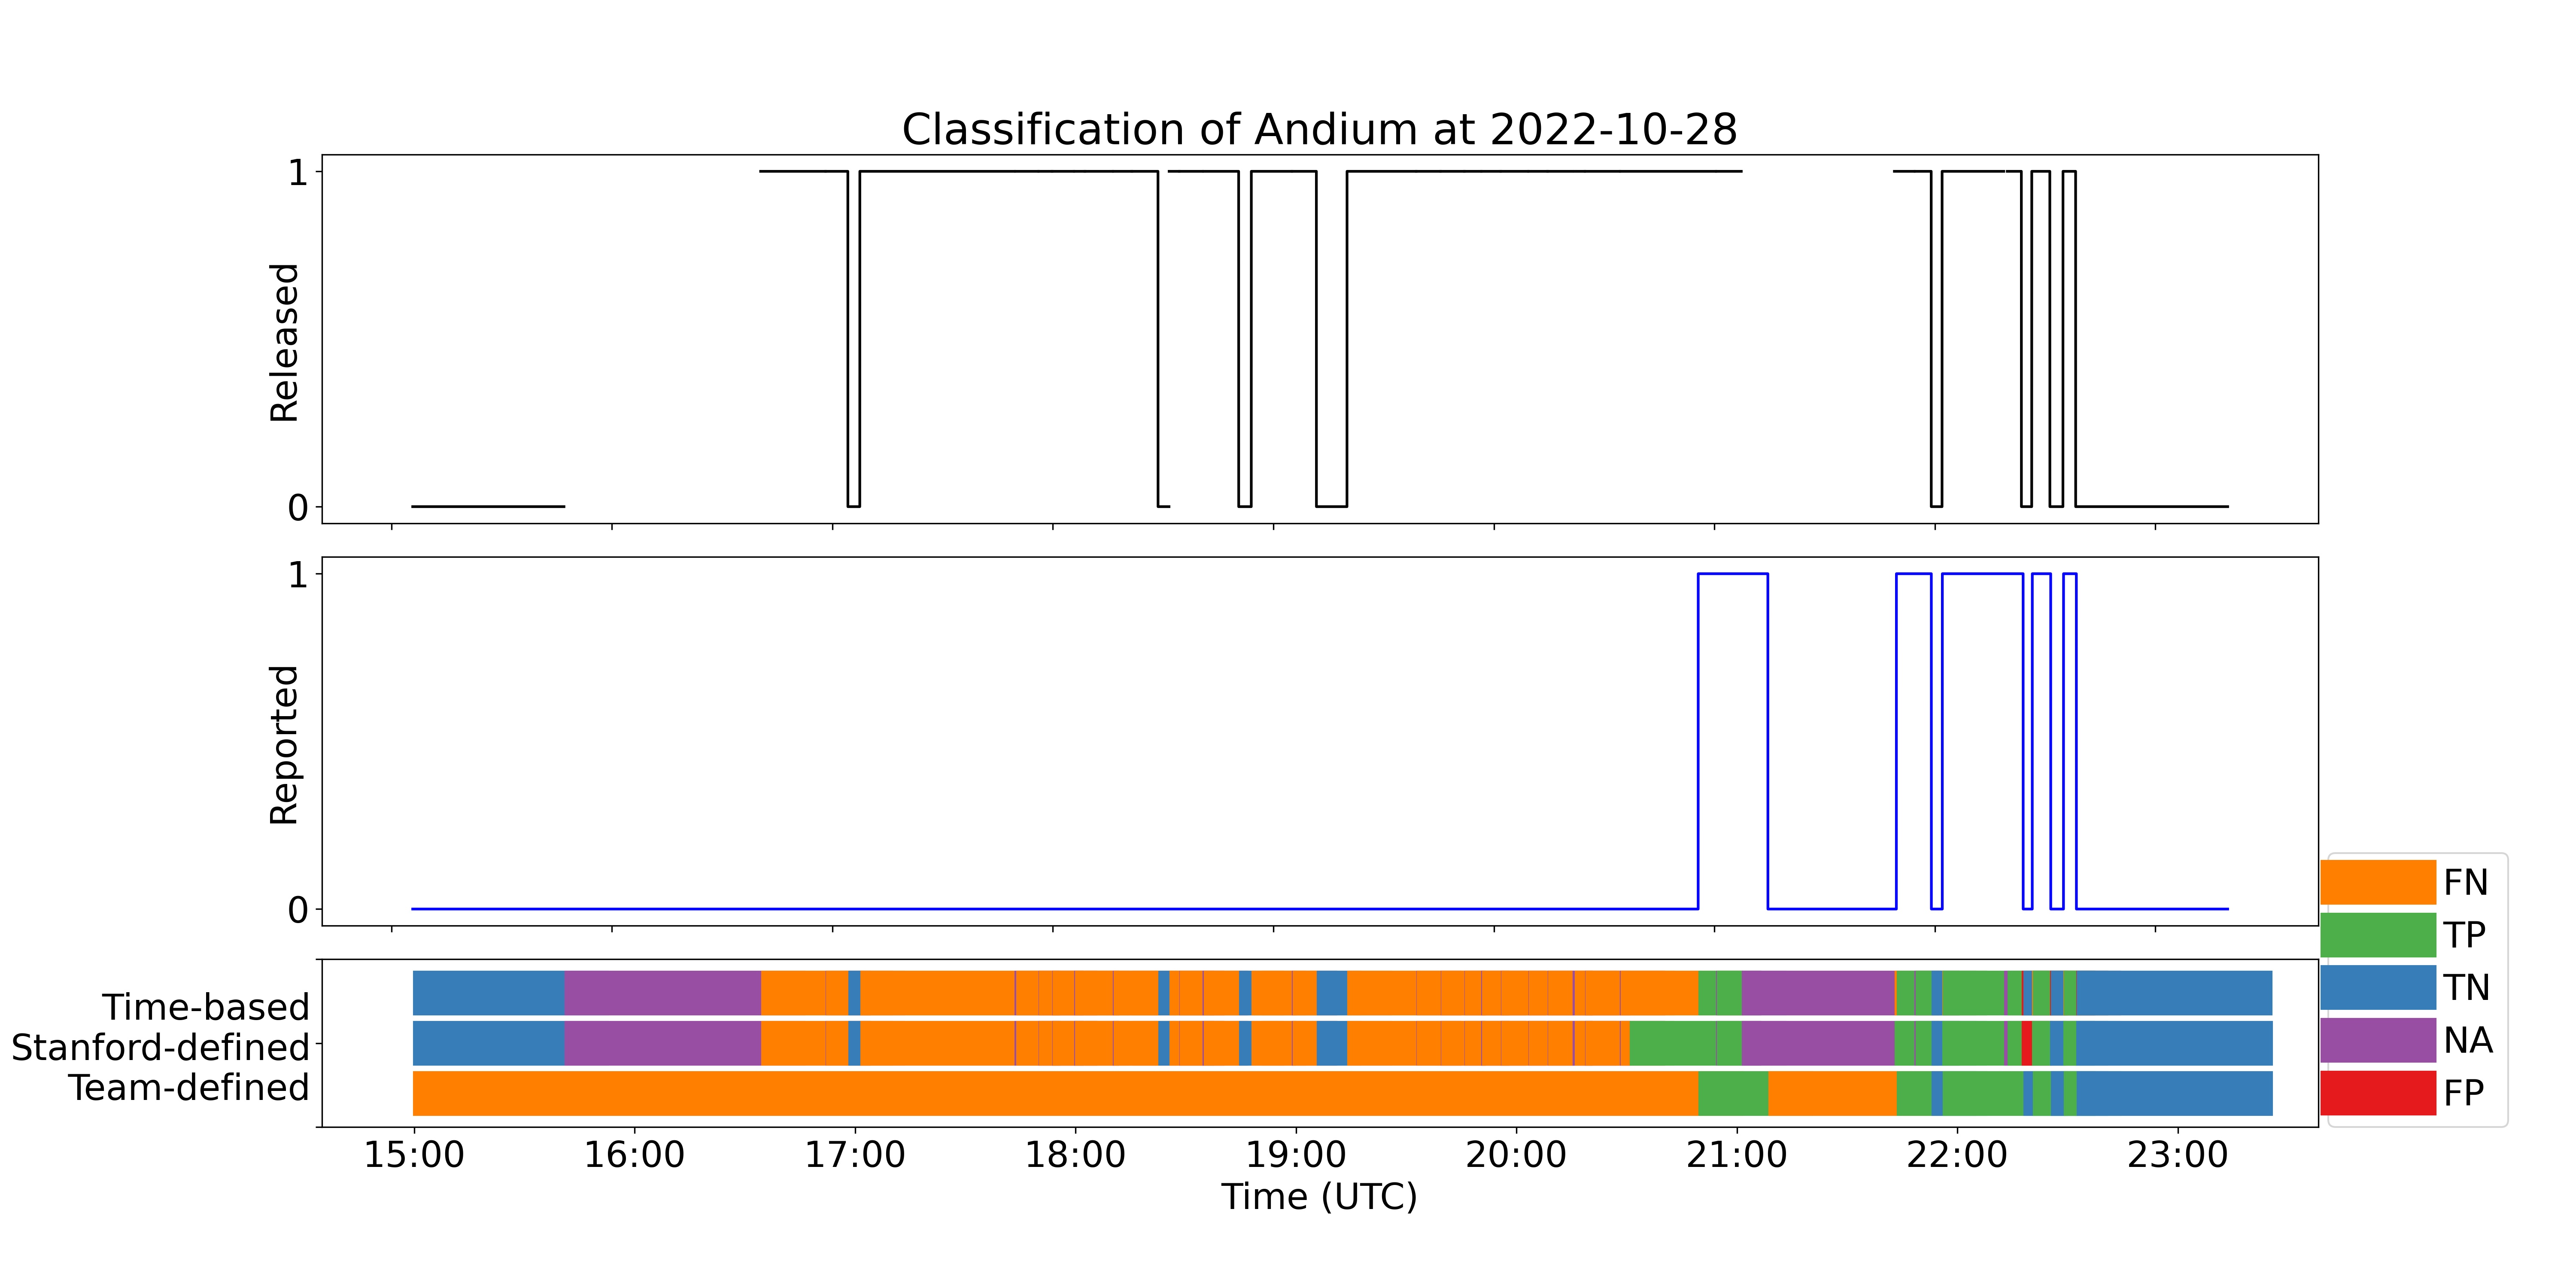 Classification of Andium at 2022-10-28
1
Released
0
1
Reported
0
FN
TP
TN
NA
FP
Time-based
Stanford-defined
Team-defined
15:00 16:00 17:00 18:00 19:00 20:00 21:00 22:00 23:00
Time (UTC)